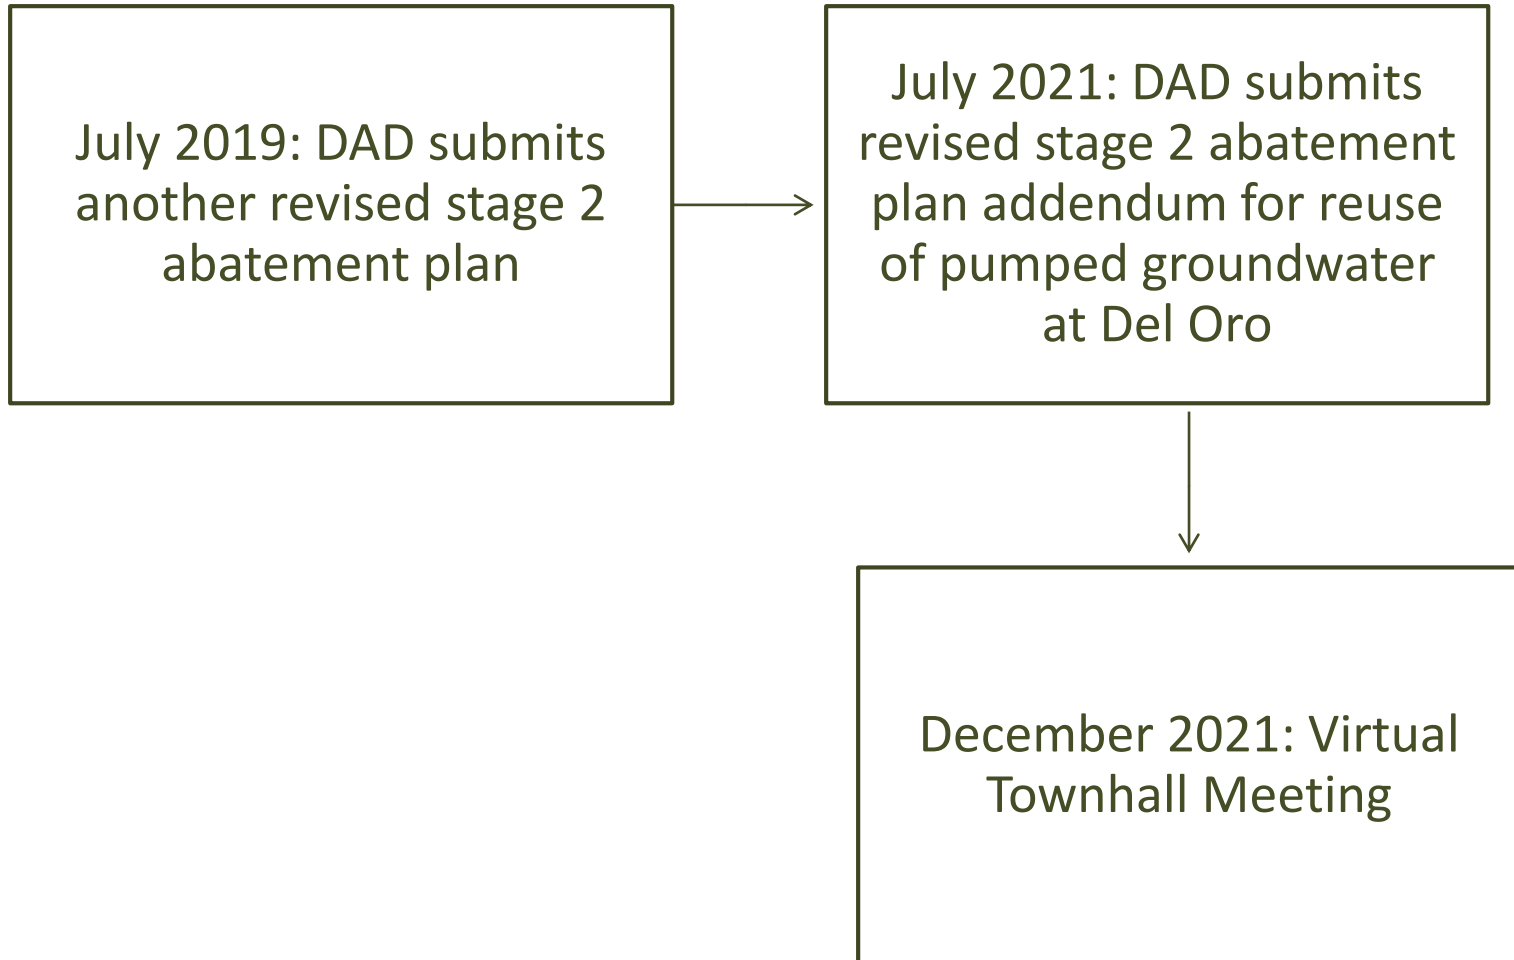 July 2019: DAD submits
another revised stage 2
abatement plan
July 2021: DAD submits
revised stage 2 abatement
plan addendum for reuse
of pumped groundwater
at Del Oro
December 2021: Virtual
Townhall Meeting